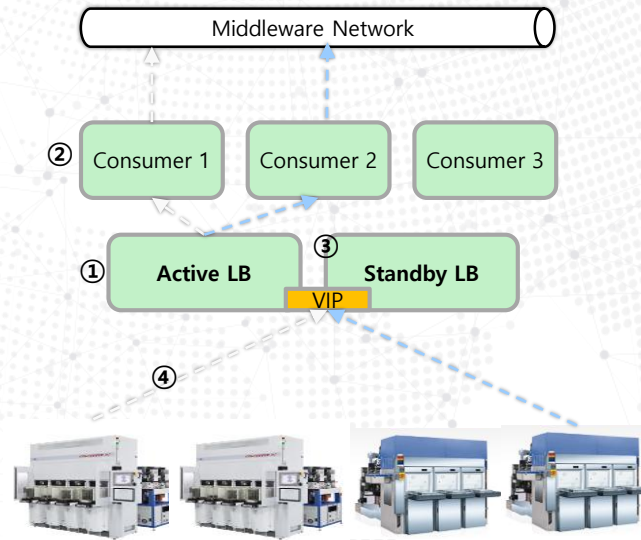 Middleware Network
② Consumer 1 Consumer 2 Consumer 3
① Active LB ③ Standby LB
VIP
④